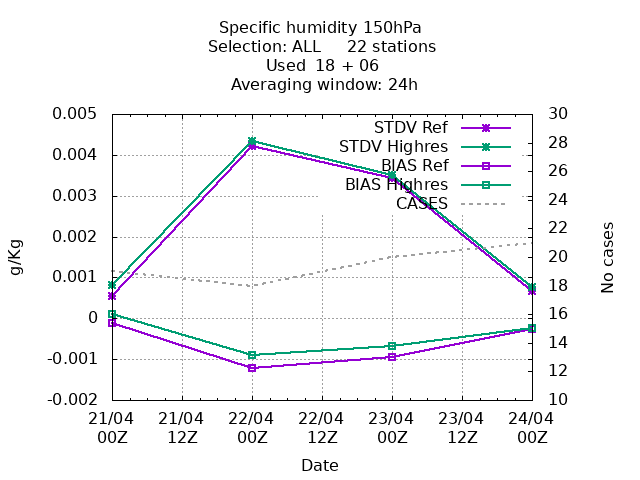 Specific humidity 150hPa
Selection: ALL 22 stations
Used 18 + 06
Averaging window: 24h
0.005
0.004
0.003
0.002
0.001
0
-0.001
-0.002
g/Kg
STDV Ref
STDV Highres
BIAS Ref
BIAS Highres
CASES
30
28
26
24
22
20
18
16
14
12
10
No cases
21/04 21/04 22/04 22/04 23/04 23/04 24/04
00Z 12Z 00Z 12Z 00Z 12Z 00Z
Date